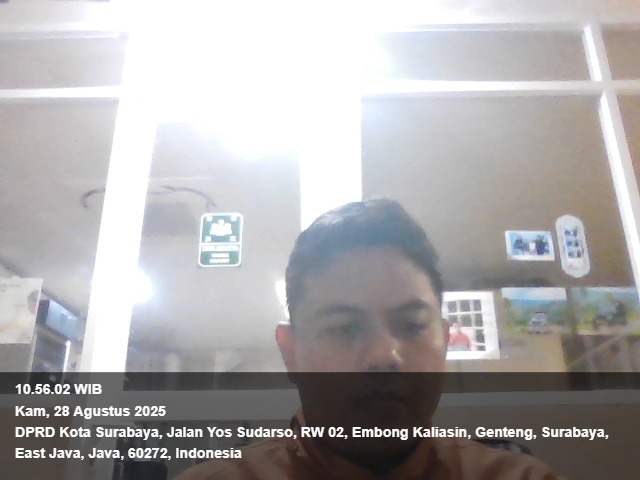 10.56.02 WIB
Kam, 28 Agustus 2025
DPRD Kota Surabaya, Jalan Yos Sudarso, RW 02, Embong Kaliasin, Genteng, Surabaya,
East Java, Java, 60272, Indonesia